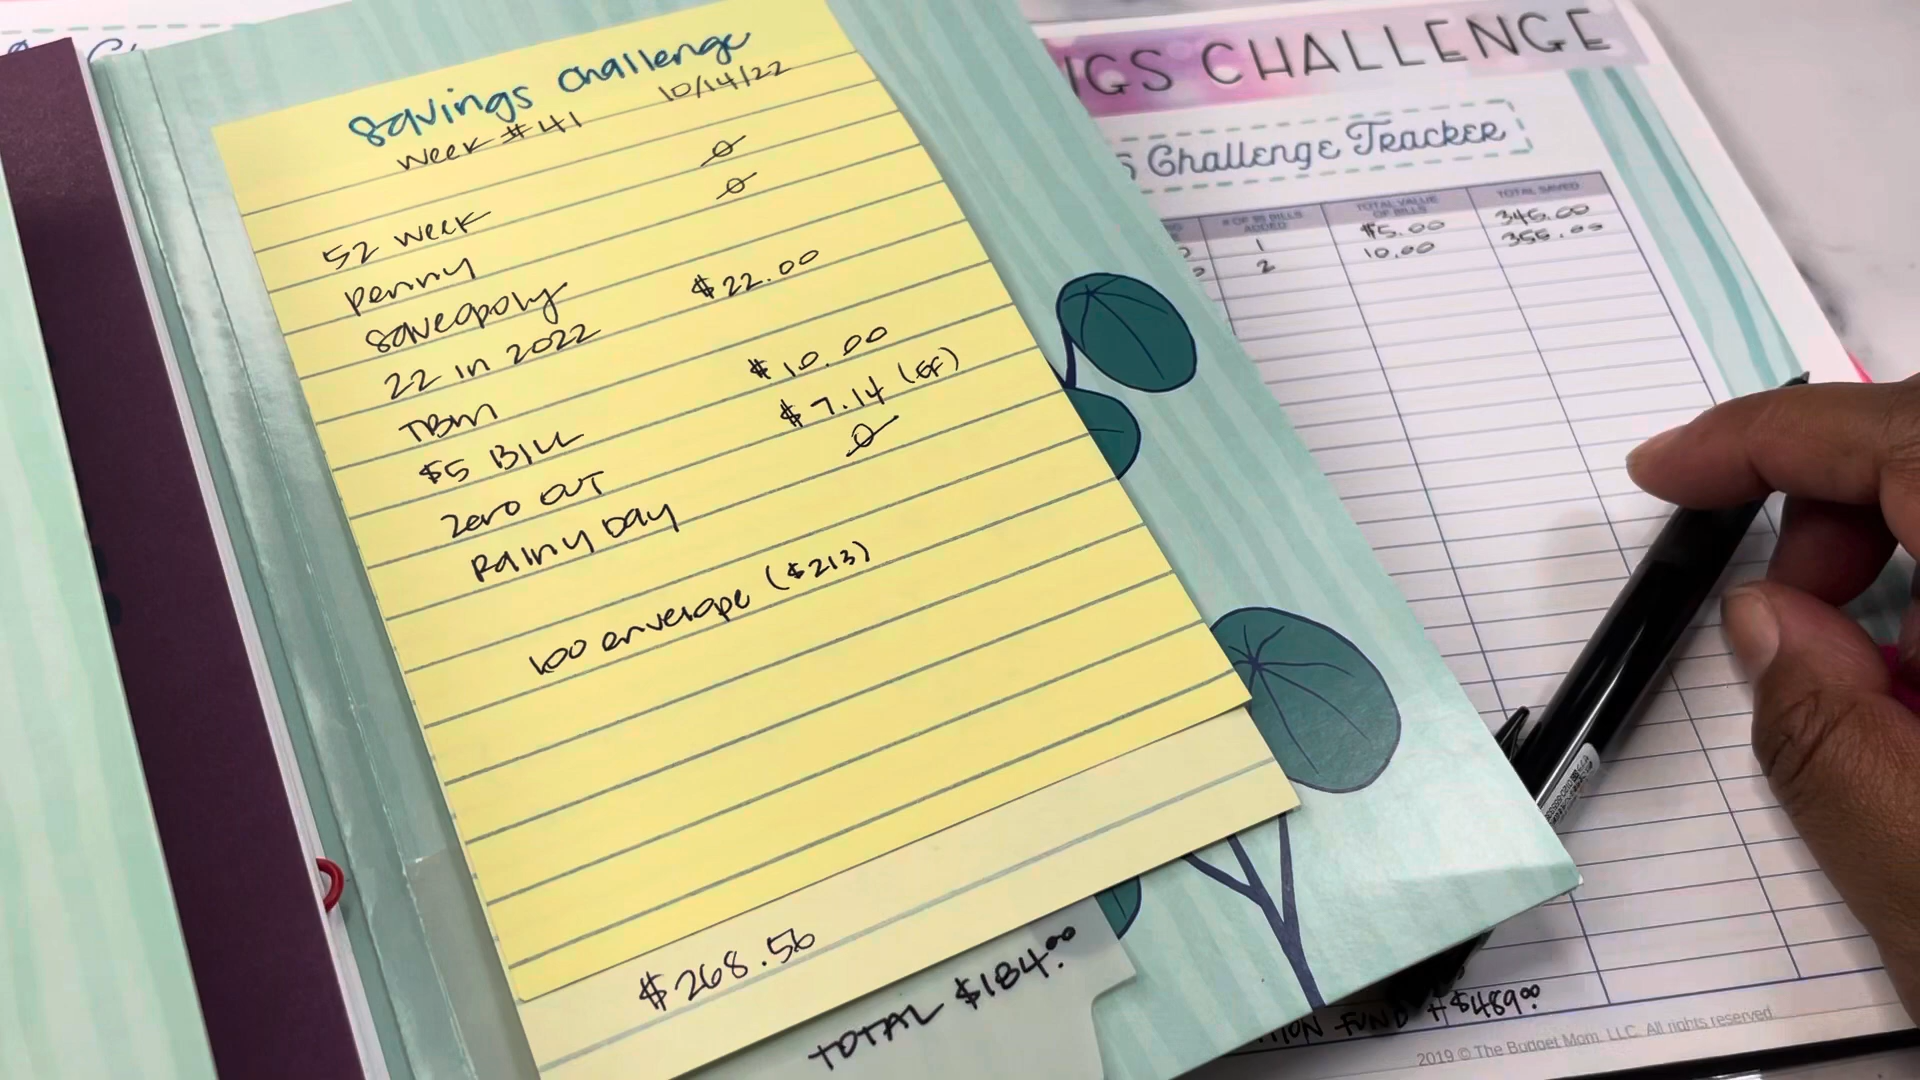 Savings Challenge
Week #41 10/14/22
52 week ∅
Penny ∅
Saveopoly
22 in 2022 $22.00
TBM
$5 BILL $10.00
Zero OUT $7.14 (EF)
Rainy Day ∅
100 envelope ($213)
$268.56
TOTAL $184.00
NGS CHALLENGE
S Challenge Tracker
# OF $5 BILLS ADDED TOTAL VALUE OF BILLS TOTAL SAVED
1 $5.00 345.00
2 10.00 355.00
FUND + $489.00
2019 © The Budget Mom, LLC. All rights reserved